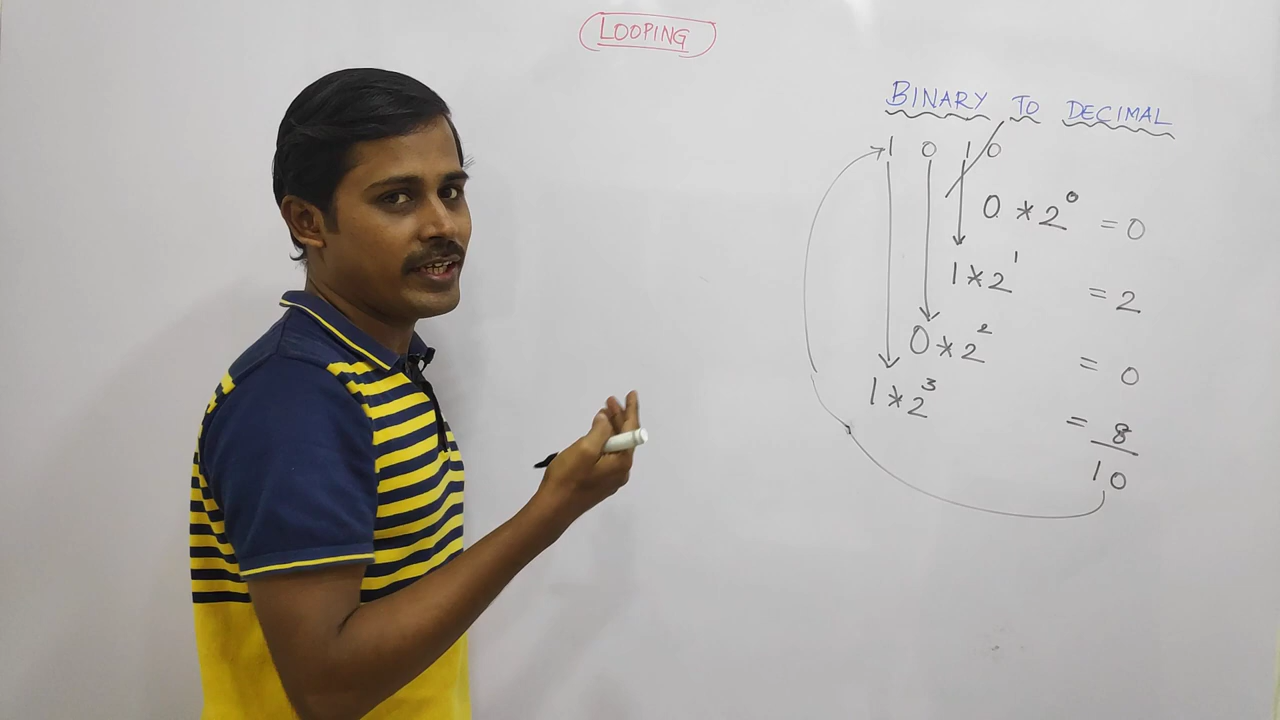 LOOPING
BINARY TO DECIMAL
1 0 1 0
0 * 2⁰ = 0
1 * 2¹ = 2
0 * 2² = 0
1 * 2³ = 8
10